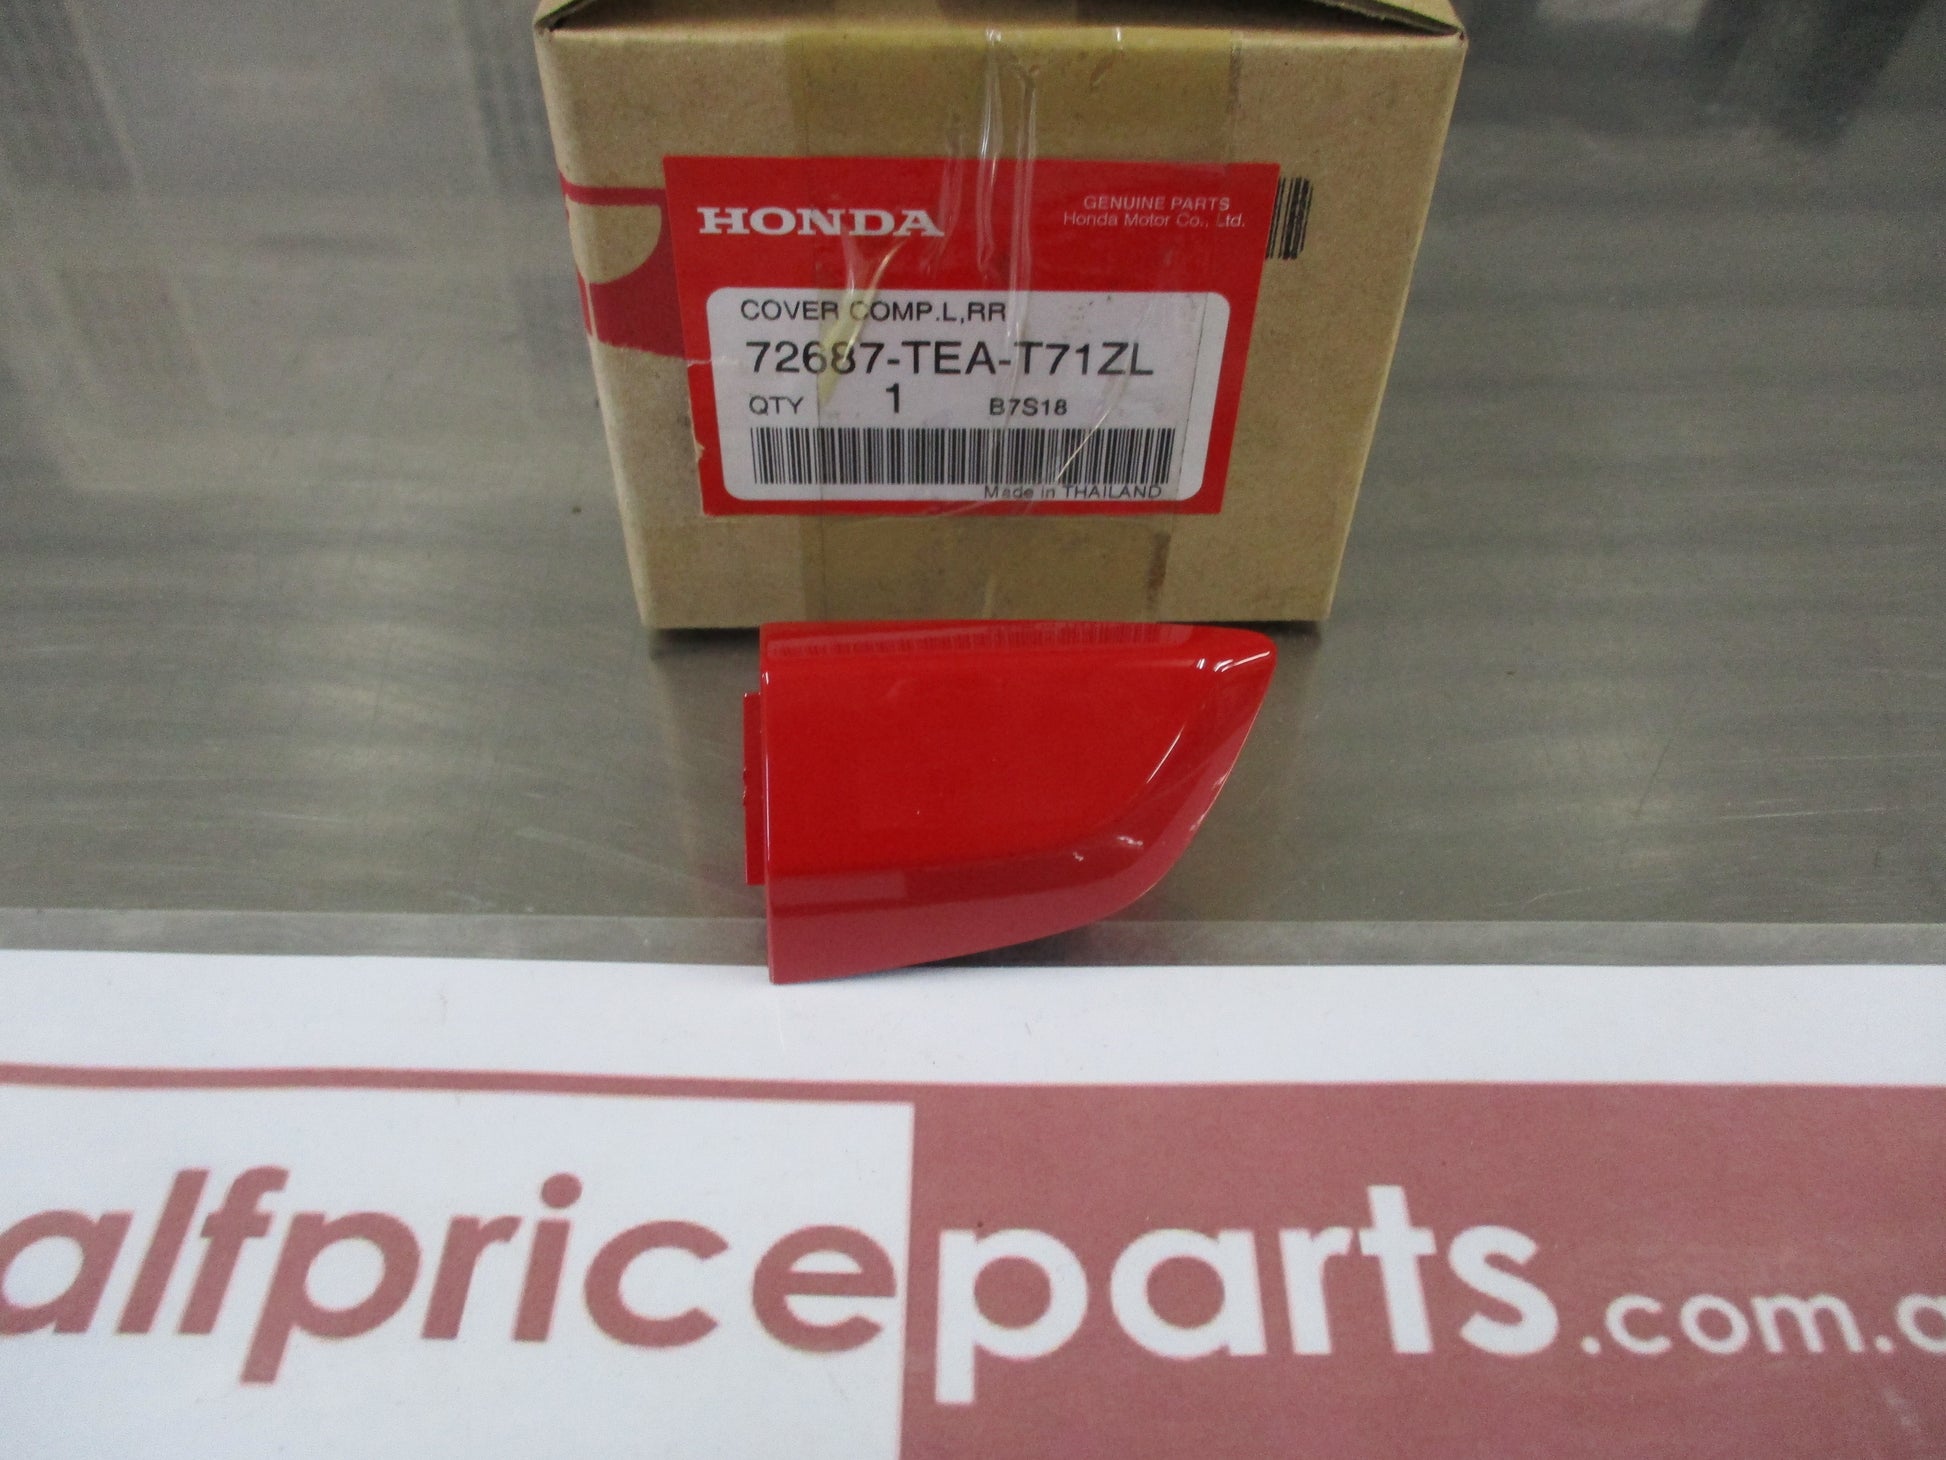 HONDA
GENUINE PARTS
Honda Motor Co., Ltd.
COVER COMP.L,RR
72687-TEA-T71ZL
QTY 1 B7S18
Made in THAILAND
alfpriceparts.com.a